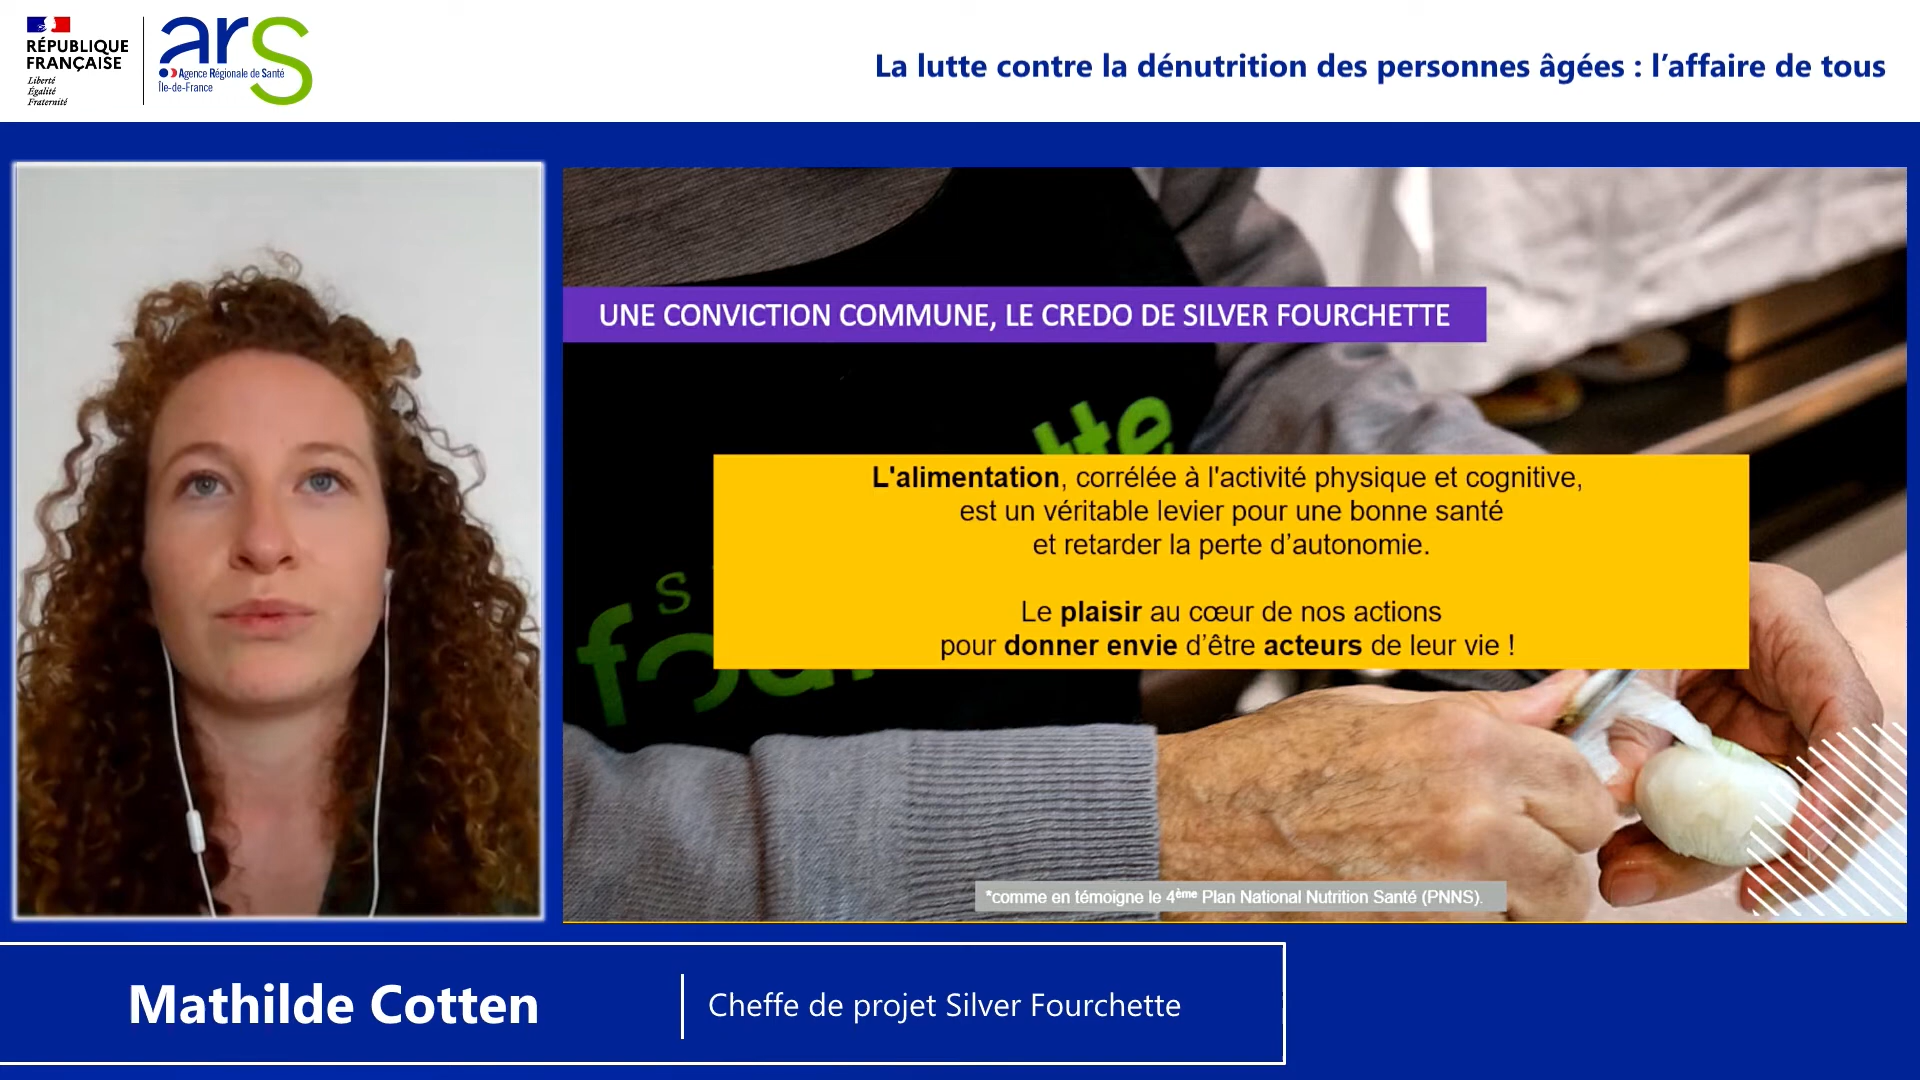 RÉPUBLIQUE
FRANÇAISE
Liberté
Égalité
Fraternité
ars
Agence Régionale de Santé
Île-de-France
La lutte contre la dénutrition des personnes âgées : l’affaire de tous
UNE CONVICTION COMMUNE, LE CREDO DE SILVER FOURCHETTE
tte
L'alimentation, corrélée à l'activité physique et cognitive,
est un véritable levier pour une bonne santé
et retarder la perte d’autonomie.
Le plaisir au cœur de nos actions
pour donner envie d’être acteurs de leur vie !
s
four
*comme en témoigne le 4ème Plan National Nutrition Santé (PNNS).
Mathilde Cotten
Cheffe de projet Silver Fourchette